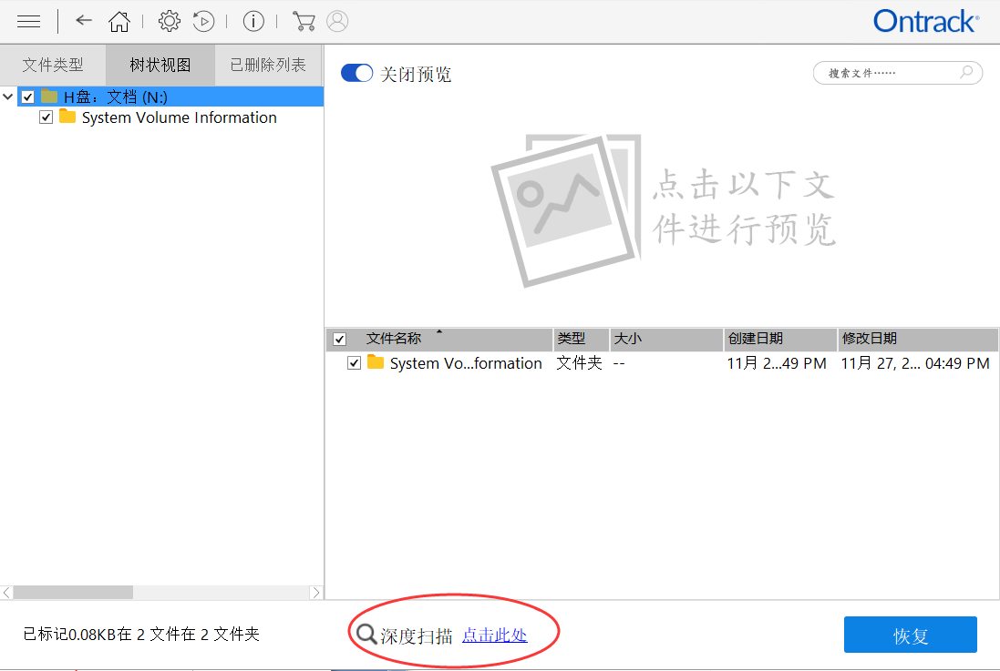 Ontrack
文件类型 树状视图 已删除列表
关闭预览
搜索文件······
H盘：文档 (N:)
System Volume Information
点击以下文
件进行预览
文件名称 类型 大小 创建日期 修改日期
System Vo...formation 文件夹 -- 11月 2...49 PM 11月 27, 2... 04:49 PM
已标记0.08KB在 2 文件在 2 文件夹
深度扫描 点击此处
恢复